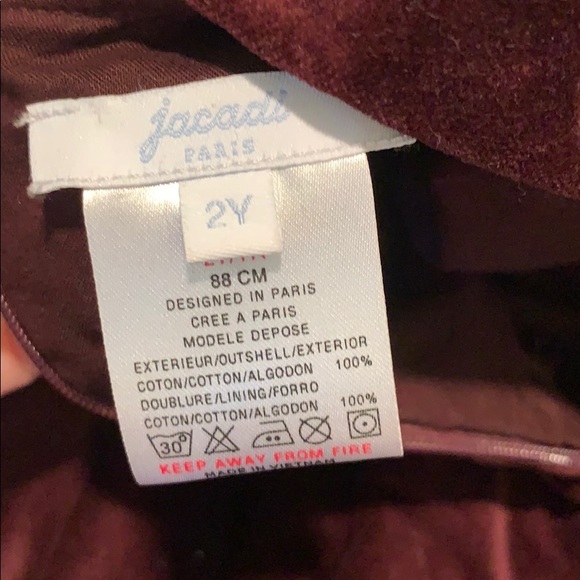 jacadi
PARIS
2Y
88 CM
DESIGNED IN PARIS
CREE A PARIS
MODELE DEPOSE
EXTERIEUR/OUTSHELL/EXTERIOR
COTON/COTTON/ALGODON 100%
DOUBLURE/LINING/FORRO
COTON/COTTON/ALGODON 100%
30°
KEEP AWAY FROM FIRE
MADE IN VIETNAM